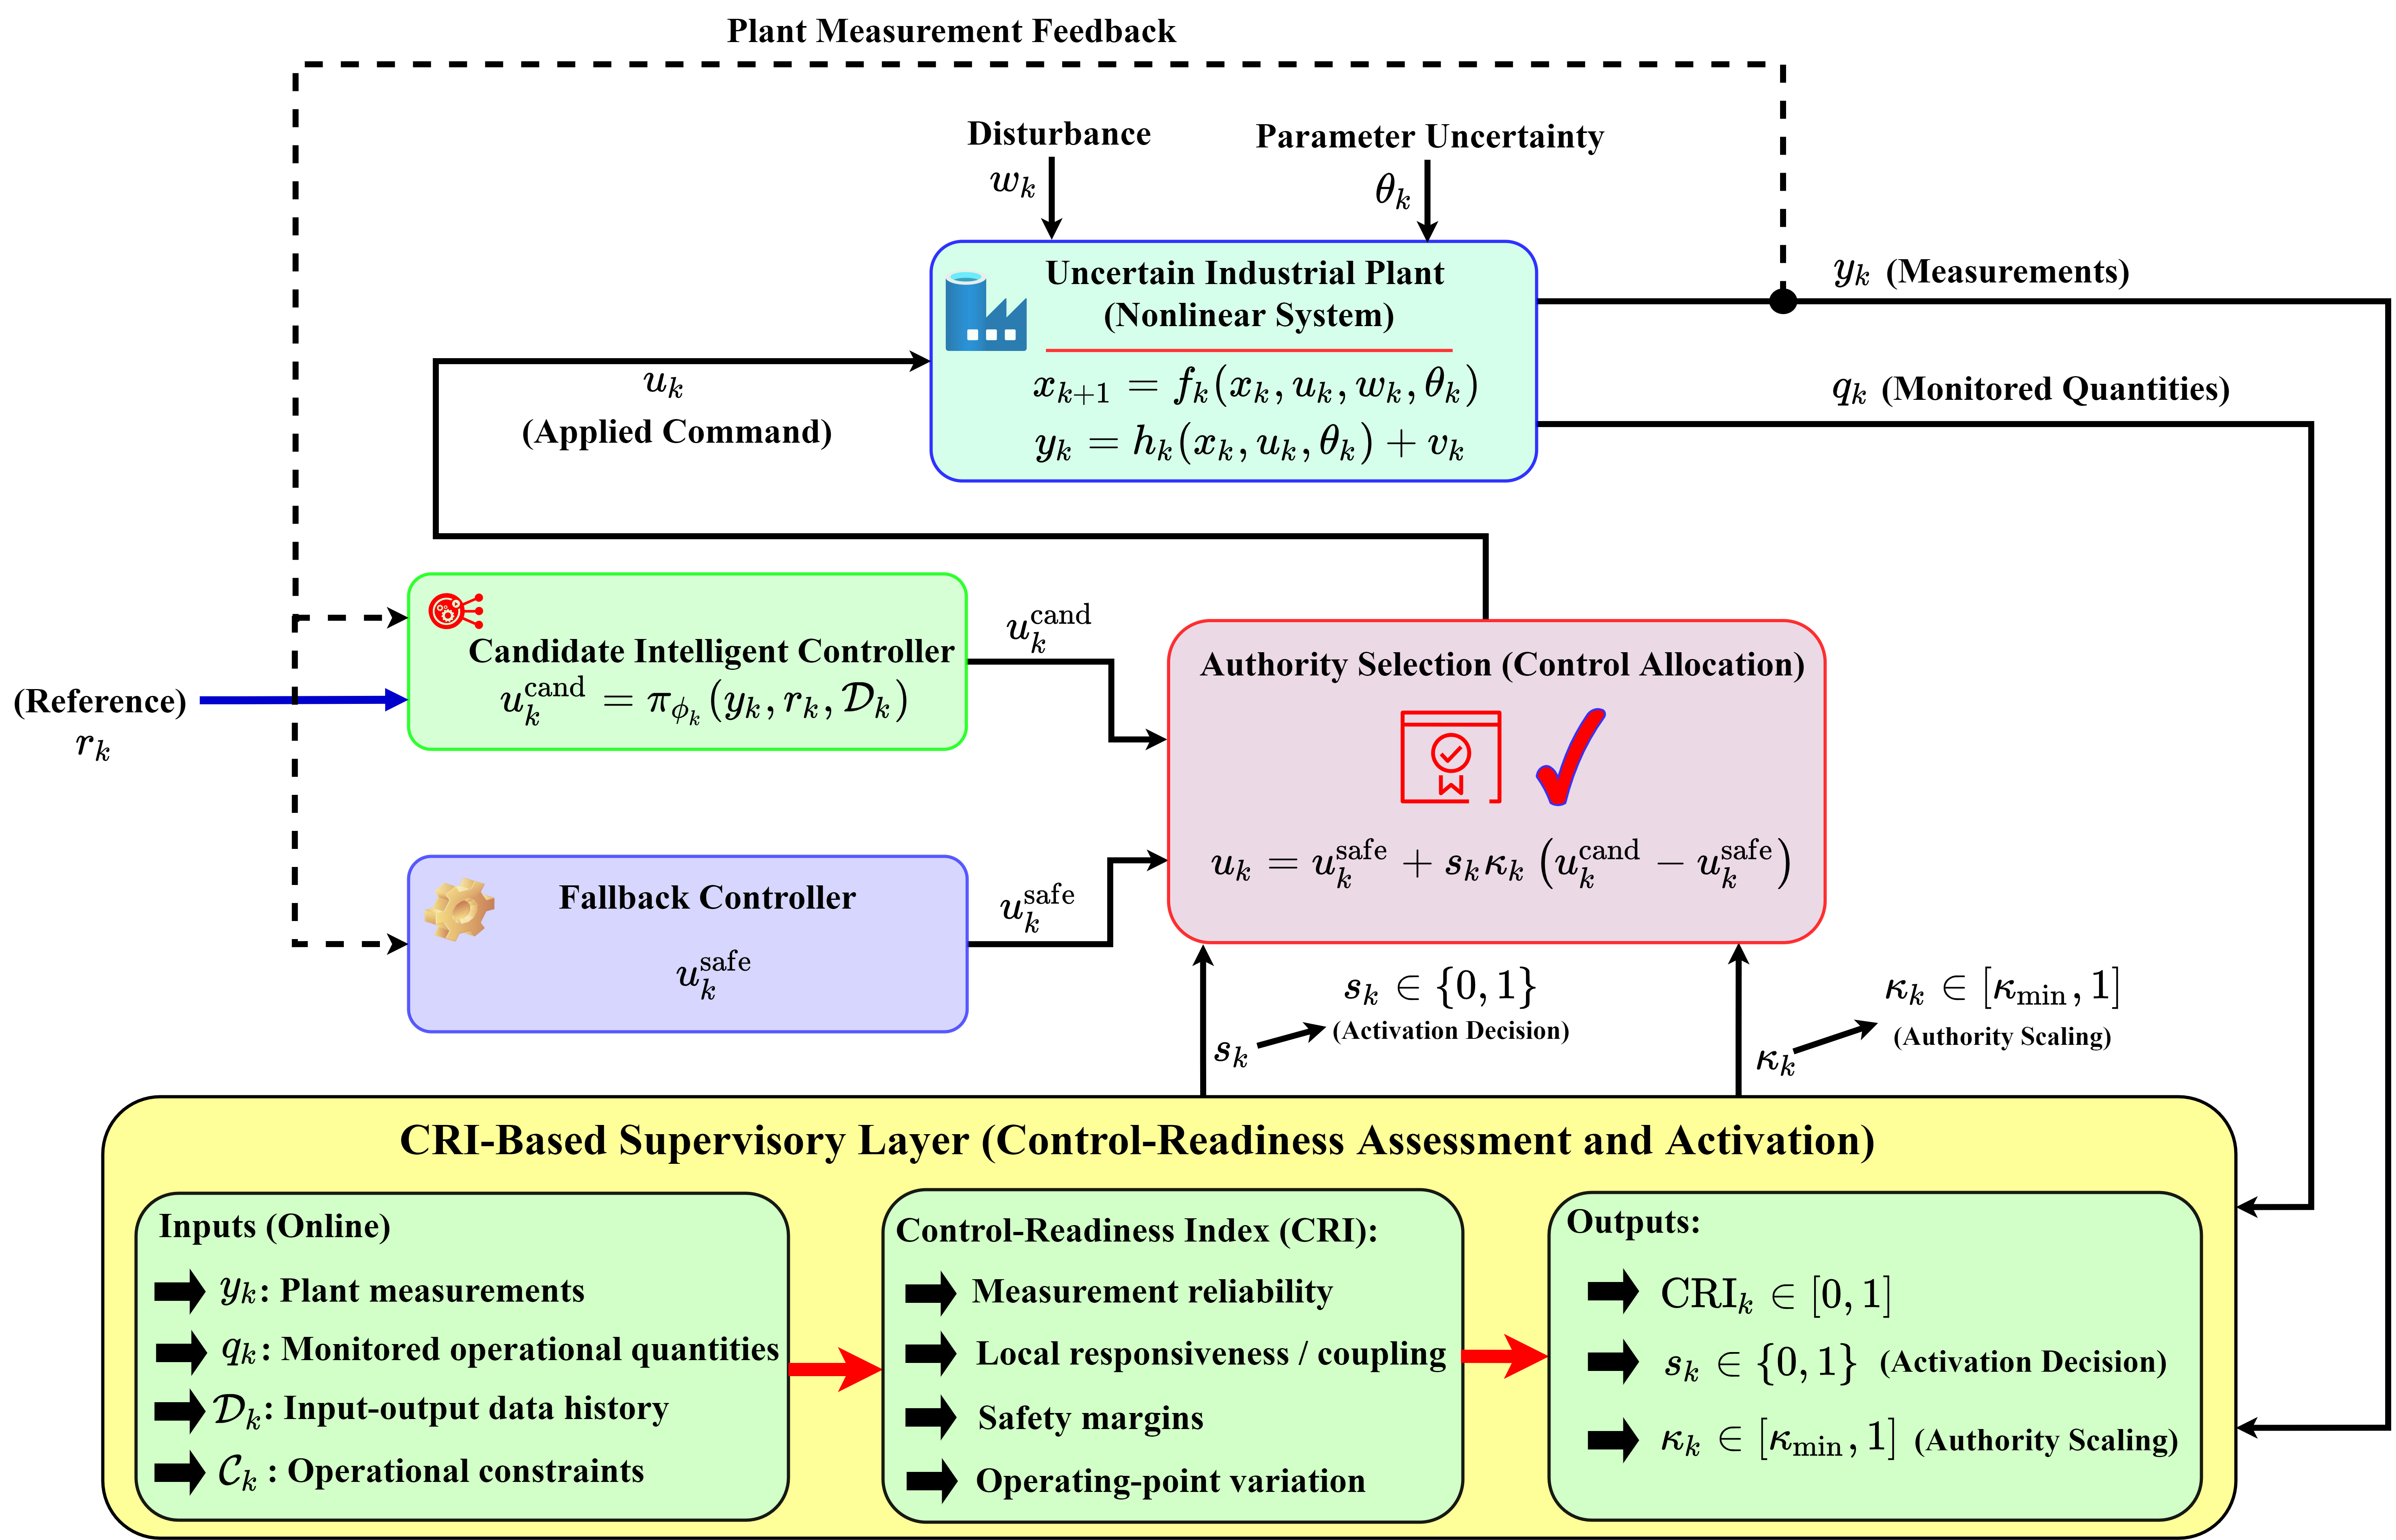 Plant Measurement Feedback
Disturbance
w_k
Parameter Uncertainty
θ_k
Uncertain Industrial Plant
(Nonlinear System)
x_{k+1} = f_k(x_k, u_k, w_k, θ_k)
y_k = h_k(x_k, u_k, θ_k) + v_k
y_k (Measurements)
q_k (Monitored Quantities)
u_k
(Applied Command)
(Reference)
r_k
Candidate Intelligent Controller
u_k^{cand} = π_{ϕ_k}(y_k, r_k, 𝒟_k)
u_k^{cand}
Fallback Controller
u_k^{safe}
u_k^{safe}
Authority Selection (Control Allocation)
u_k = u_k^{safe} + s_k κ_k (u_k^{cand} − u_k^{safe})
s_k
s_k ∈ {0, 1}
(Activation Decision)
κ_k
κ_k ∈ [κ_{min}, 1]
(Authority Scaling)
CRI-Based Supervisory Layer (Control-Readiness Assessment and Activation)
Inputs (Online)
y_k: Plant measurements
q_k: Monitored operational quantities
𝒟_k: Input-output data history
𝒞_k : Operational constraints
Control-Readiness Index (CRI):
Measurement reliability
Local responsiveness / coupling
Safety margins
Operating-point variation
Outputs:
CRI_k ∈ [0, 1]
s_k ∈ {0, 1} (Activation Decision)
κ_k ∈ [κ_{min}, 1] (Authority Scaling)